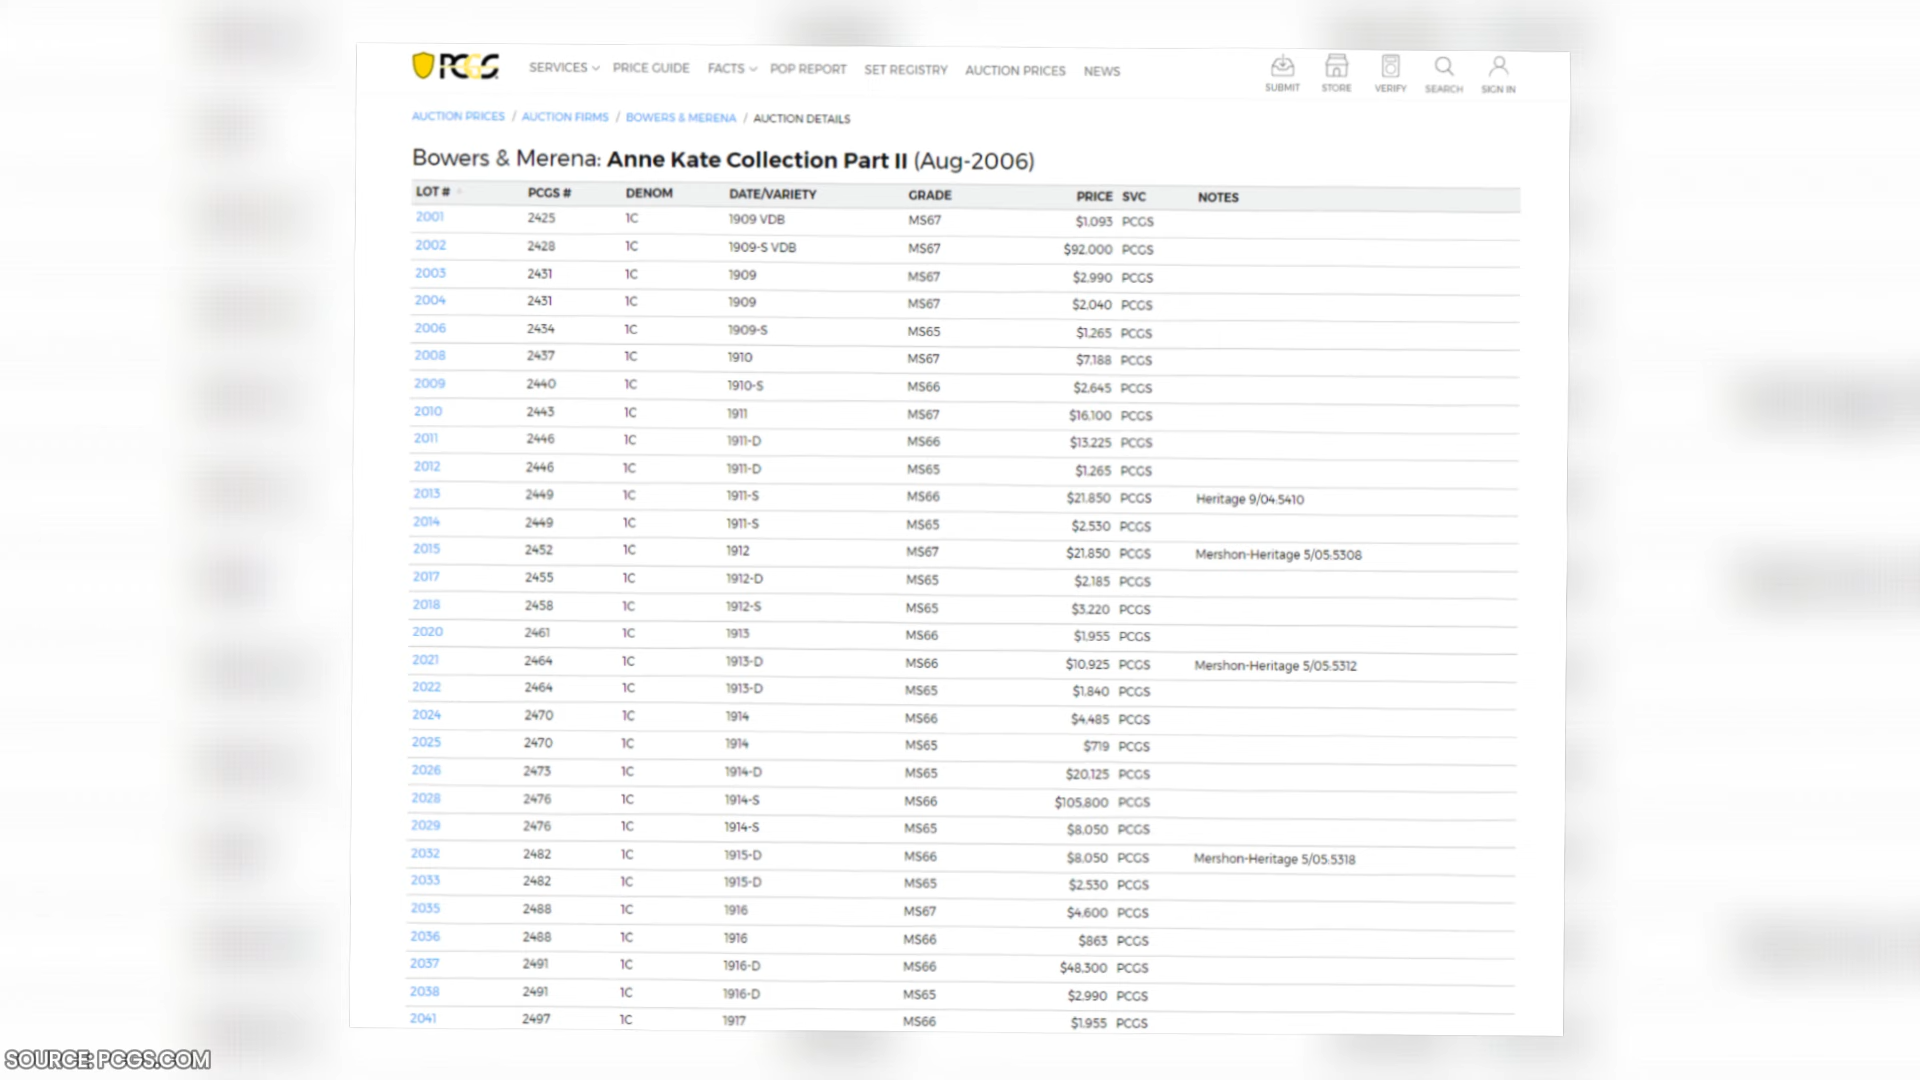 PCGS SERVICES PRICE GUIDE FACTS POP REPORT SET REGISTRY AUCTION PRICES NEWS SUBMIT STORE VERIFY SEARCH SIGN IN
AUCTION PRICES / AUCTION FIRMS / BOWERS & MERENA / AUCTION DETAILS
Bowers & Merena: Anne Kate Collection Part II (Aug-2006)
LOT # PCGS # DENOM DATE/VARIETY GRADE PRICE SVC NOTES
2001 2425 1C 1909 VDB MS67 $1,093 PCGS
2002 2428 1C 1909-S VDB MS67 $92,000 PCGS
2003 2431 1C 1909 MS67 $2,990 PCGS
2004 2431 1C 1909 MS67 $2,040 PCGS
2006 2434 1C 1909-S MS65 $1,265 PCGS
2008 2437 1C 1910 MS67 $7,188 PCGS
2009 2440 1C 1910-S MS66 $2,645 PCGS
2010 2443 1C 1911 MS67 $16,100 PCGS
2011 2446 1C 1911-D MS66 $13,225 PCGS
2012 2446 1C 1911-D MS65 $1,265 PCGS
2013 2449 1C 1911-S MS66 $21,850 PCGS Heritage 9/04:5410
2014 2449 1C 1911-S MS65 $2,530 PCGS
2015 2452 1C 1912 MS67 $21,850 PCGS Mershon-Heritage 5/05:5308
2017 2455 1C 1912-D MS65 $2,185 PCGS
2018 2458 1C 1912-S MS65 $3,220 PCGS
2020 2461 1C 1913 MS66 $1,955 PCGS
2021 2464 1C 1913-D MS66 $10,925 PCGS Mershon-Heritage 5/05:5312
2022 2464 1C 1913-D MS65 $1,840 PCGS
2024 2470 1C 1914 MS66 $4,485 PCGS
2025 2470 1C 1914 MS65 $719 PCGS
2026 2473 1C 1914-D MS65 $20,125 PCGS
2028 2476 1C 1914-S MS66 $105,800 PCGS
2029 2476 1C 1914-S MS65 $8,050 PCGS
2032 2482 1C 1915-D MS66 $8,050 PCGS Mershon-Heritage 5/05:5318
2033 2482 1C 1915-D MS65 $2,530 PCGS
2035 2488 1C 1916 MS67 $4,600 PCGS
2036 2488 1C 1916 MS66 $863 PCGS
2037 2491 1C 1916-D MS66 $48,300 PCGS
2038 2491 1C 1916-D MS65 $2,990 PCGS
2041 2497 1C 1917 MS66 $1,955 PCGS
SOURCE: PCGS.COM